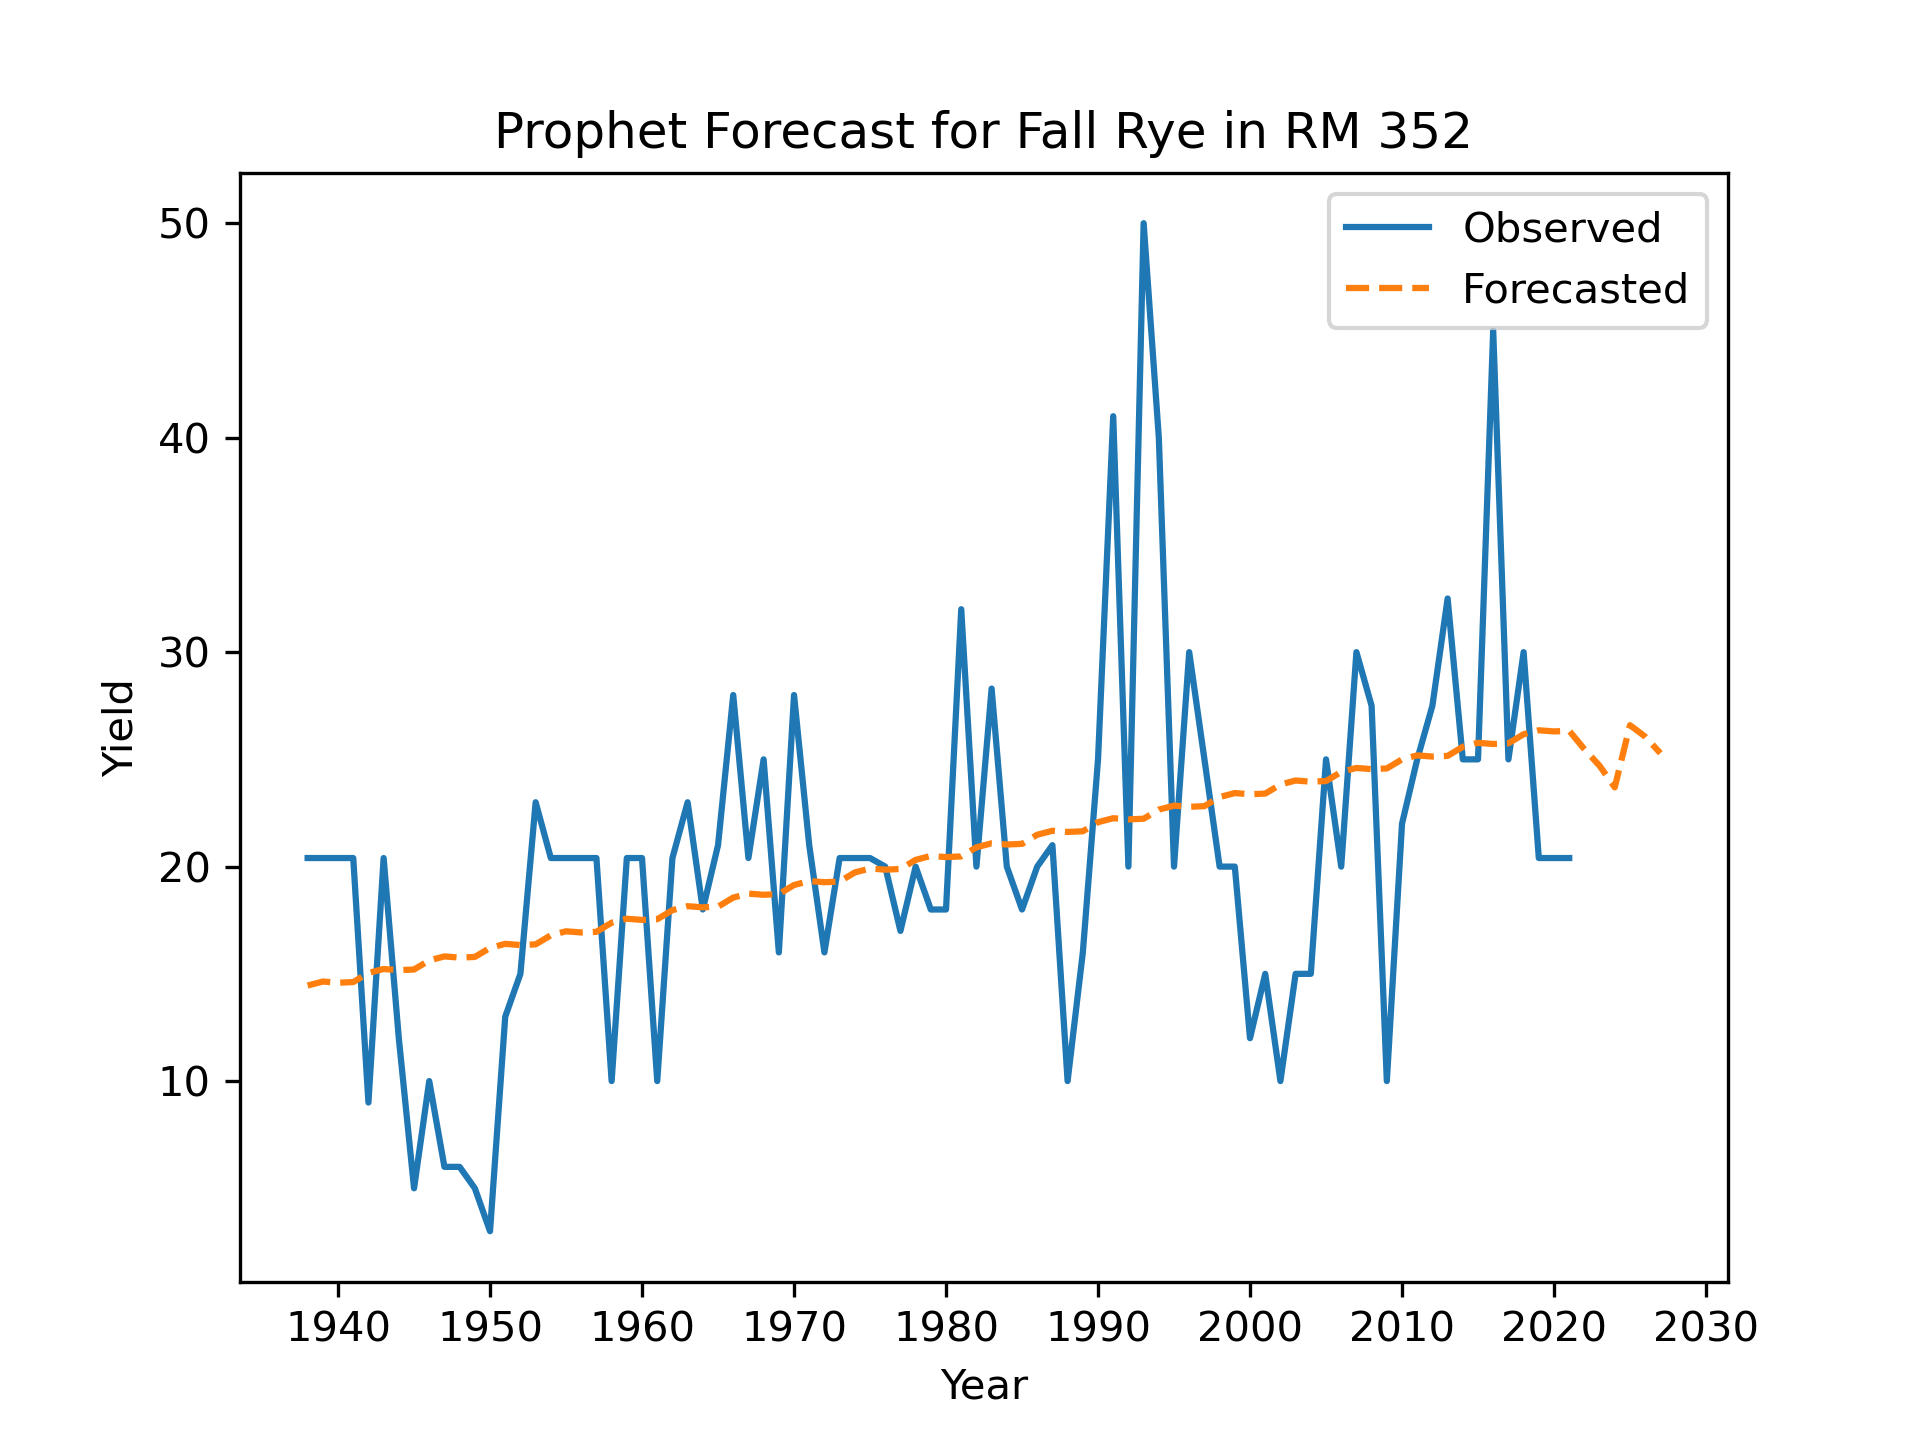 Prophet Forecast for Fall Rye in RM 352
Observed
Forecasted
50
40
30
20
10
Yield
1940 1950 1960 1970 1980 1990 2000 2010 2020 2030
Year